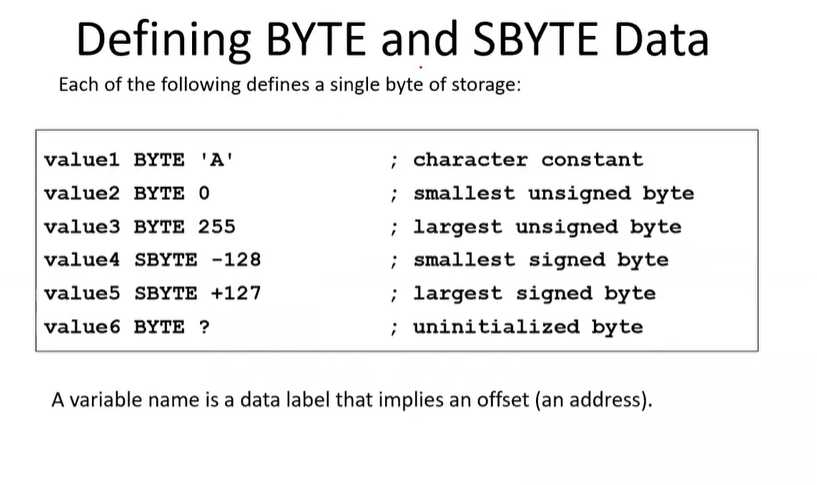 Defining BYTE and SBYTE Data
Each of the following defines a single byte of storage:
value1 BYTE 'A' ; character constant
value2 BYTE 0 ; smallest unsigned byte
value3 BYTE 255 ; largest unsigned byte
value4 SBYTE -128 ; smallest signed byte
value5 SBYTE +127 ; largest signed byte
value6 BYTE ? ; uninitialized byte
A variable name is a data label that implies an offset (an address).